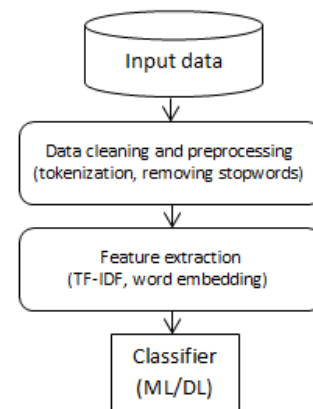 Input data
Data cleaning and preprocessing
(tokenization, removing stopwords)
Feature extraction
(TF-IDF, word embedding)
Classifier
(ML/DL)